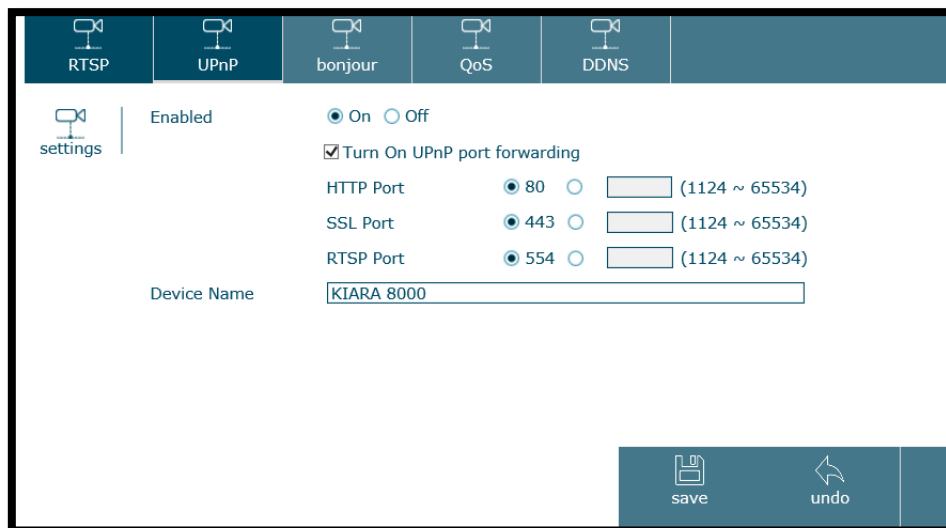 RTSP UPnP bonjour QoS DDNS
settings
Enabled On Off
Turn On UPnP port forwarding
HTTP Port 80 (1124 ~ 65534)
SSL Port 443 (1124 ~ 65534)
RTSP Port 554 (1124 ~ 65534)
Device Name KIARA 8000
save undo